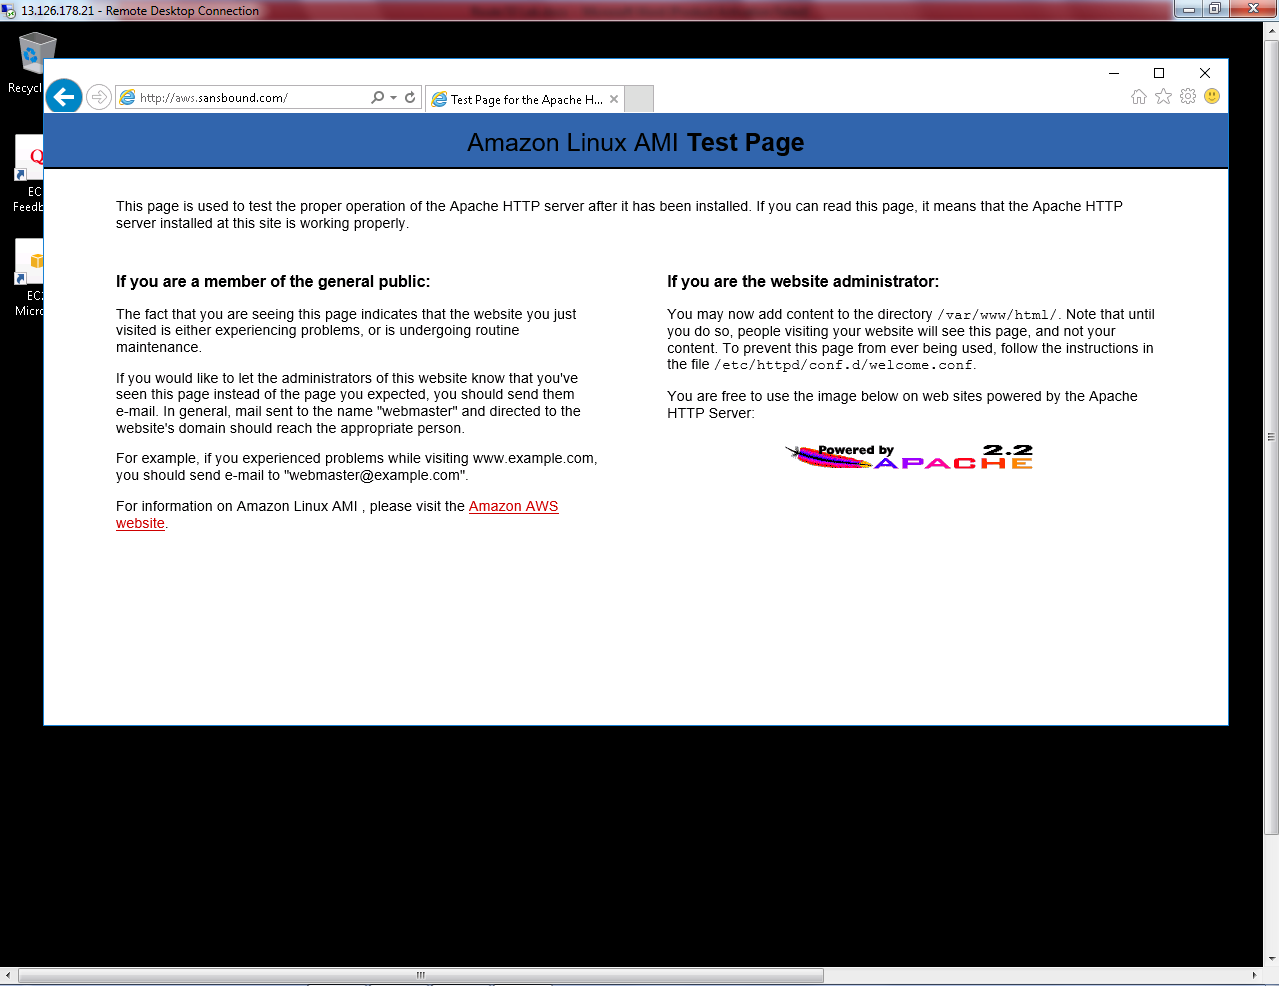 13.126.178.21 - Remote Desktop Connection
Recycl
http://aws.sansbound.com/
Test Page for the Apache H...
Amazon Linux AMI Test Page
EC
Feedb
EC2
Micro
This page is used to test the proper operation of the Apache HTTP server after it has been installed. If you can read this page, it means that the Apache HTTP
server installed at this site is working properly.
If you are a member of the general public:
The fact that you are seeing this page indicates that the website you just
visited is either experiencing problems, or is undergoing routine
maintenance.
If you would like to let the administrators of this website know that you've
seen this page instead of the page you expected, you should send them
e-mail. In general, mail sent to the name "webmaster" and directed to the
website's domain should reach the appropriate person.
For example, if you experienced problems while visiting www.example.com,
you should send e-mail to "webmaster@example.com".
For information on Amazon Linux AMI , please visit the Amazon AWS
website.
If you are the website administrator:
You may now add content to the directory /var/www/html/. Note that until
you do so, people visiting your website will see this page, and not your
content. To prevent this page from ever being used, follow the instructions in
the file /etc/httpd/conf.d/welcome.conf.
You are free to use the image below on web sites powered by the Apache
HTTP Server:
Powered by 2.2
APACHE